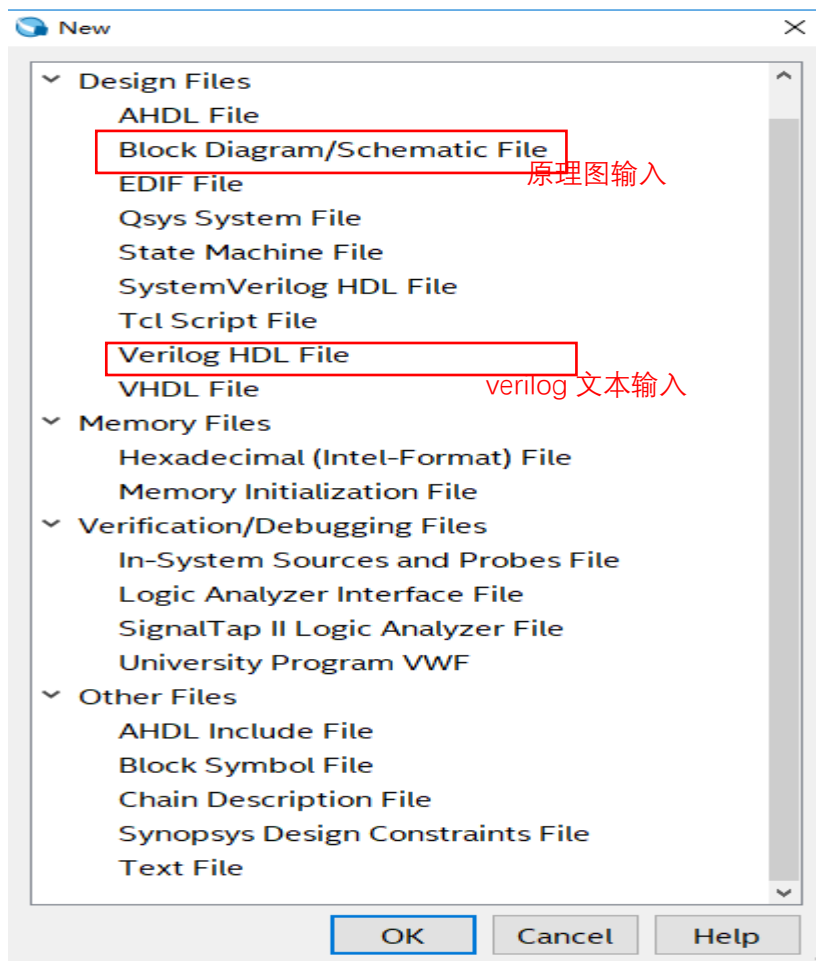 New
Design Files
AHDL File
Block Diagram/Schematic File
原理图输入
EDIF File
Qsys System File
State Machine File
SystemVerilog HDL File
Tcl Script File
Verilog HDL File
verilog 文本输入
VHDL File
Memory Files
Hexadecimal (Intel-Format) File
Memory Initialization File
Verification/Debugging Files
In-System Sources and Probes File
Logic Analyzer Interface File
SignalTap II Logic Analyzer File
University Program VWF
Other Files
AHDL Include File
Block Symbol File
Chain Description File
Synopsys Design Constraints File
Text File
OK Cancel Help